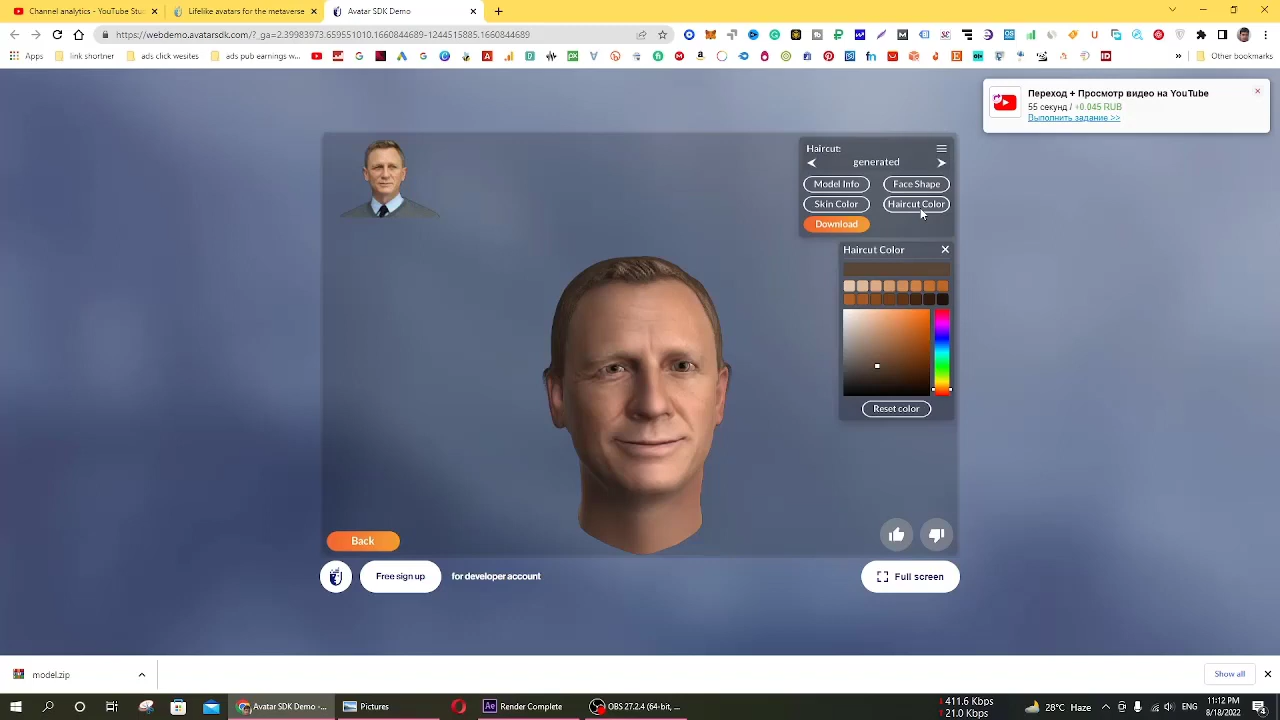 Channel analytics - YouTube Stu
Lifelike avatars for the metaverse
Avatar SDK Demo
https://webdemo.avatarsdk.com/?_ga=2.39983973.659551010.1660844689-1244515885.1660844689
Apps
link shortner
ads click wesites
ads pub earnings w...
Other bookmarks
Переход + Просмотр видео на YouTube
55 секунд / +0.045 RUB
Выполнить задание >>
Haircut:
generated
Model Info
Face Shape
Skin Color
Haircut Color
Download
Haircut Color
Reset color
Back
Free sign up
for developer account
Full screen
model.zip
Show all
Avatar SDK Demo -...
Pictures
Render Complete
OBS 27.2.4 (64-bit, ...
411.6 Kbps
21.0 Kbps
28°C Haze
11:12 PM
8/18/2022